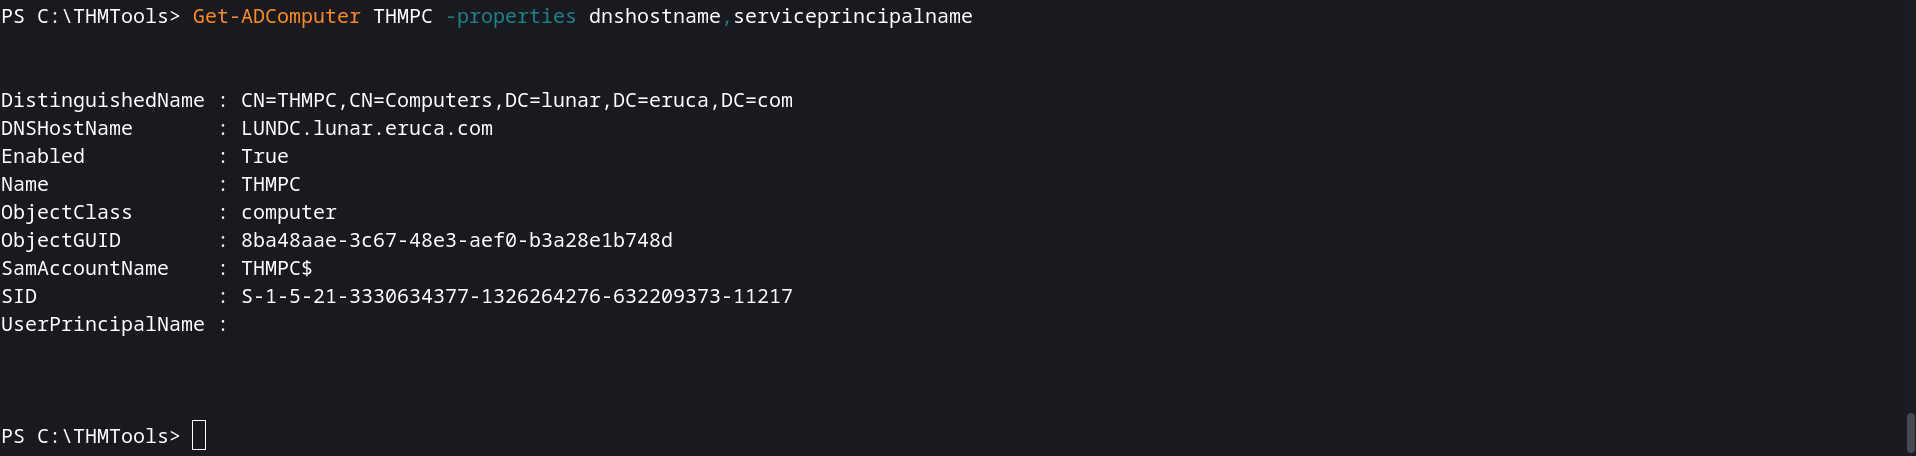 PS C:\THMTools> Get-ADComputer THMPC -properties dnshostname,serviceprincipalname
DistinguishedName : CN=THMPC,CN=Computers,DC=lunar,DC=eruca,DC=com
DNSHostName       : LUNDC.lunar.eruca.com
Enabled           : True
Name              : THMPC
ObjectClass       : computer
ObjectGUID        : 8ba48aae-3c67-48e3-aef0-b3a28e1b748d
SamAccountName    : THMPC$
SID               : S-1-5-21-3330634377-1326264276-632209373-11217
UserPrincipalName :
PS C:\THMTools>